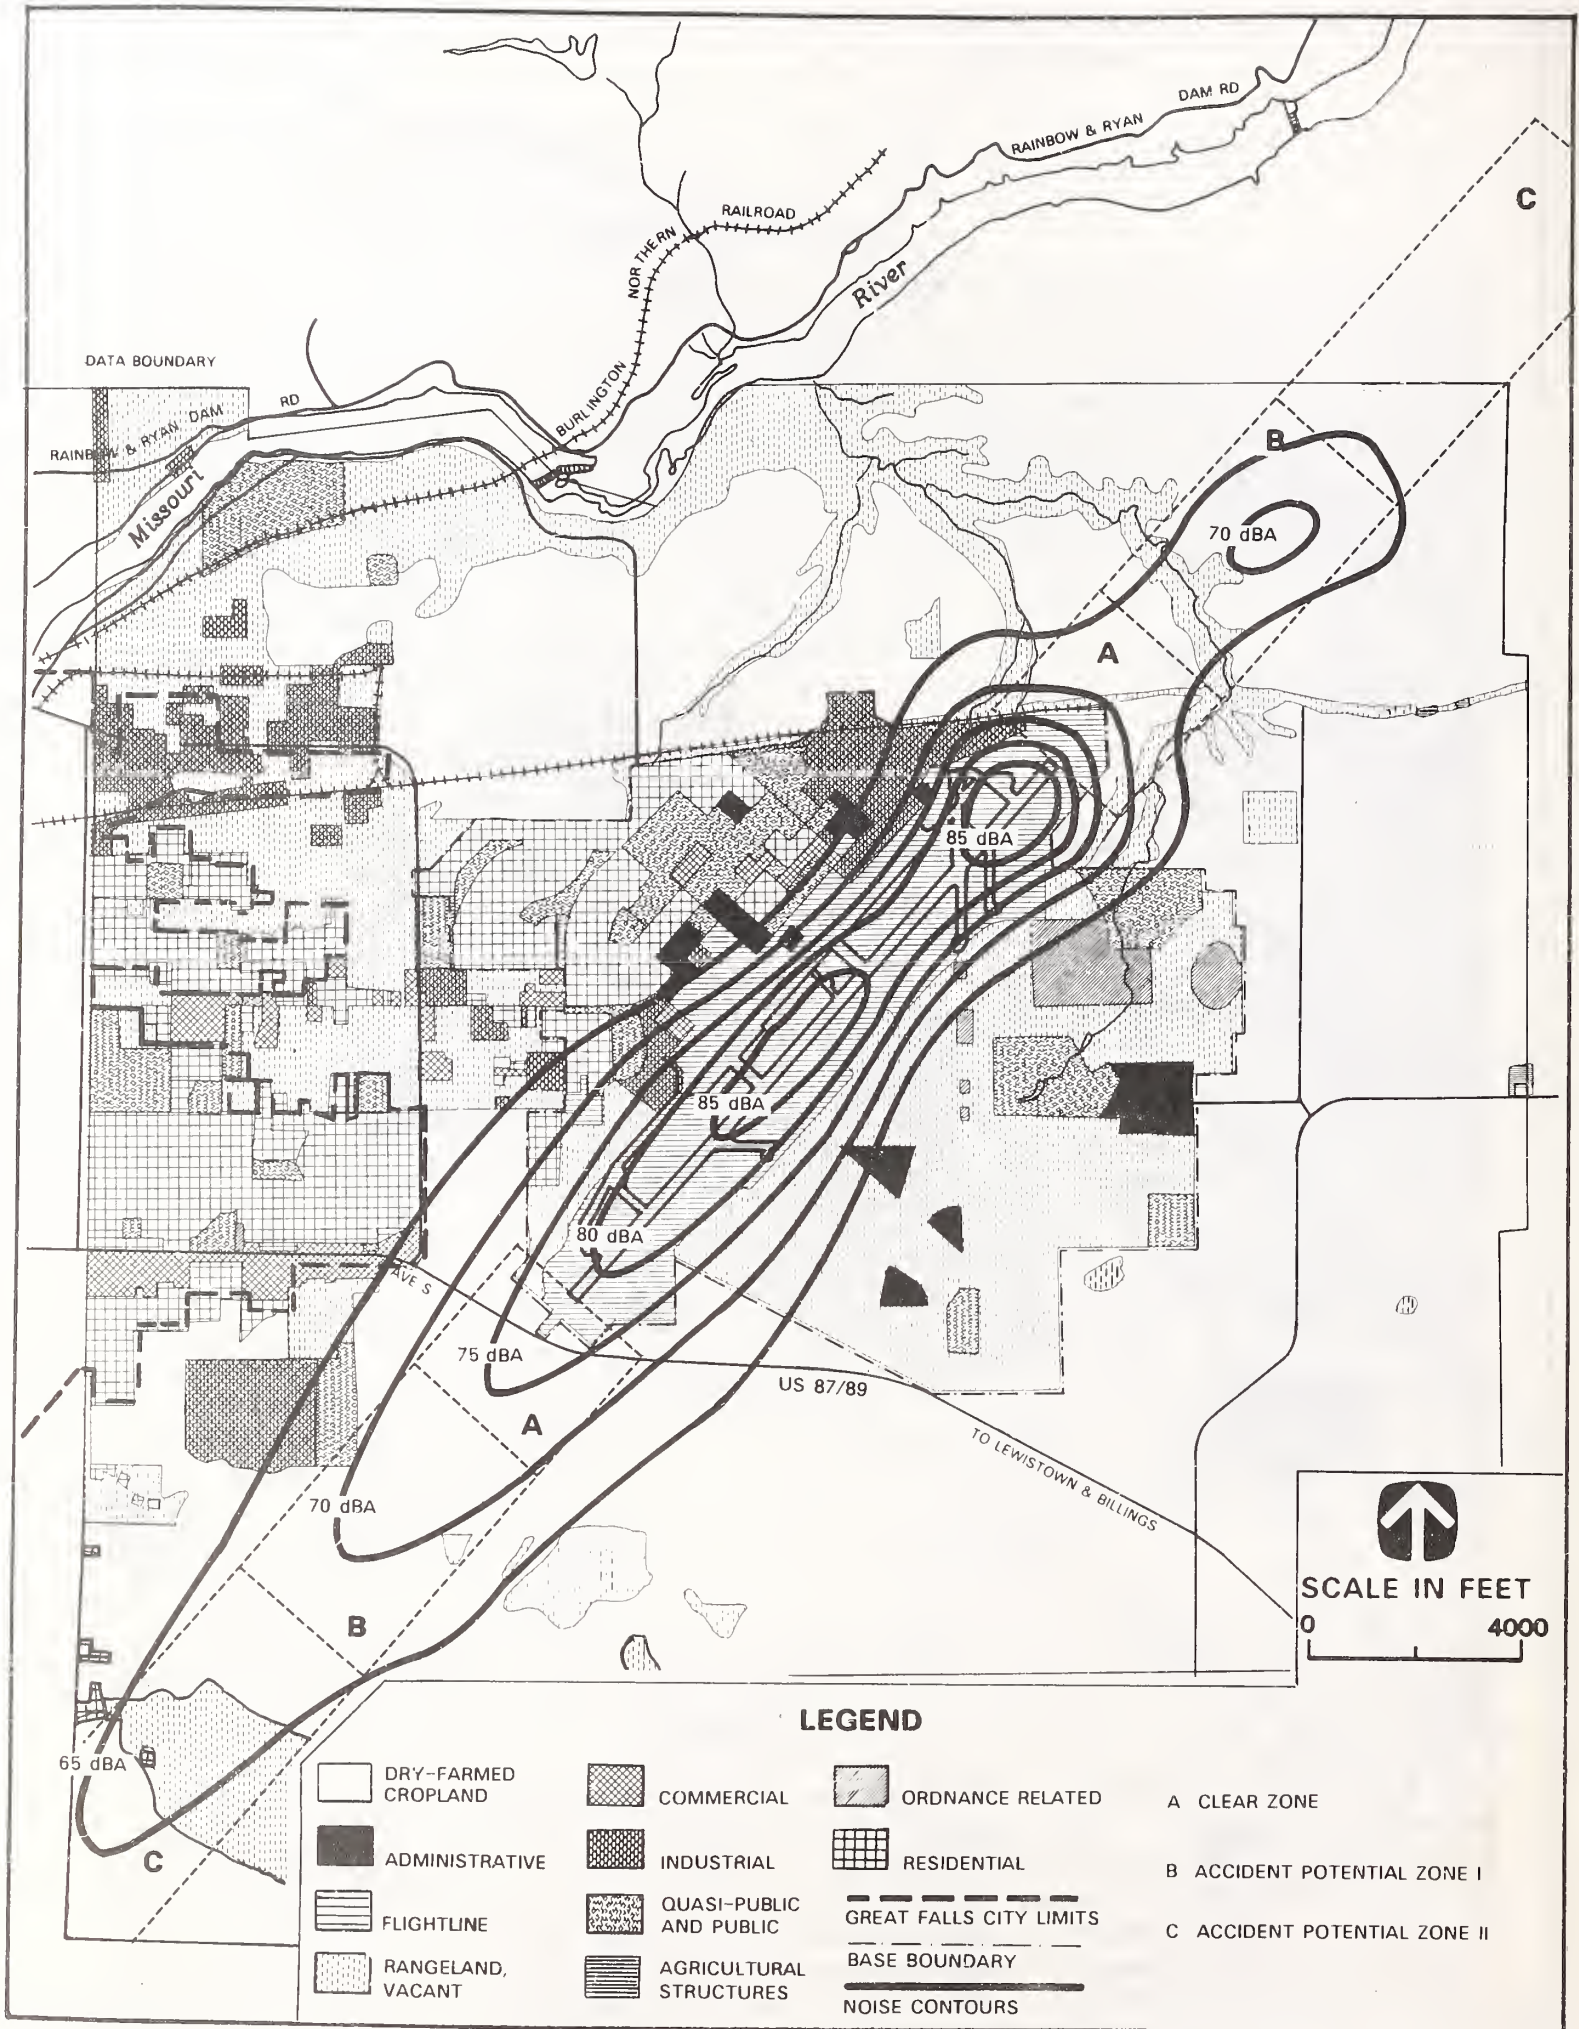 DAM RD
RAINBOW & RYAN
C
RAILROAD
NORTHERN
River
DATA BOUNDARY
BURLINGTON
RD
RAINBOW & RYAN DAM
Missouri
B
70 dBA
A
85 dBA
85 dBA
80 dBA
AVE S
75 dBA
US 87/89
A
TO LEWISTOWN & BILLINGS
70 dBA
SCALE IN FEET
0 4000
B
65 dBA
C
LEGEND
DRY-FARMED
CROPLAND
ADMINISTRATIVE
FLIGHTLINE
RANGELAND,
VACANT
COMMERCIAL
INDUSTRIAL
QUASI-PUBLIC
AND PUBLIC
AGRICULTURAL
STRUCTURES
ORDNANCE RELATED
RESIDENTIAL
GREAT FALLS CITY LIMITS
BASE BOUNDARY
NOISE CONTOURS
A CLEAR ZONE
B ACCIDENT POTENTIAL ZONE I
C ACCIDENT POTENTIAL ZONE II